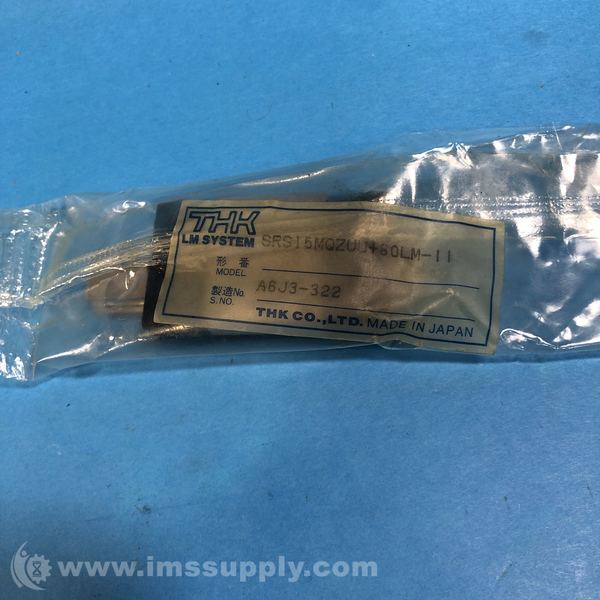 THK
LM SYSTEM SRS15MQZUU+60LM-II
形番
MODEL
製造No. A6J3-322
S.NO.
THK CO.,LTD. MADE IN JAPAN
www.imssupply.com